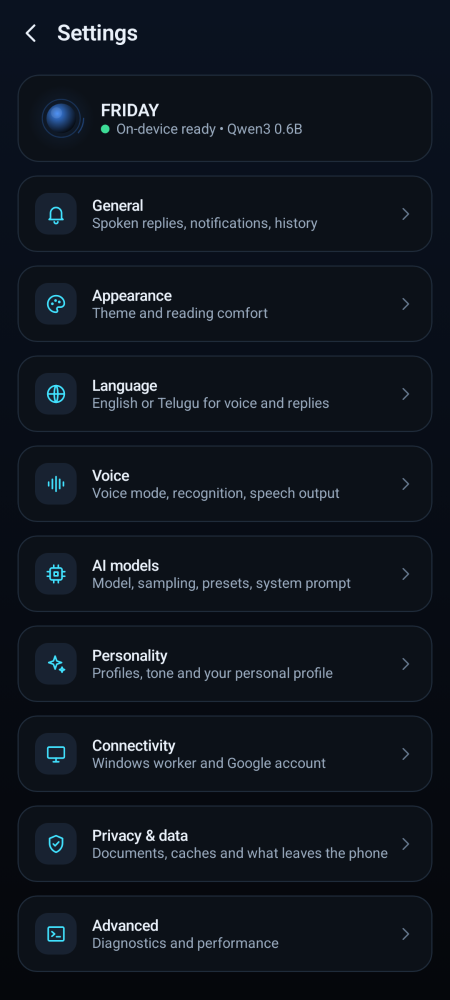 Settings
FRIDAY
On-device ready • Qwen3 0.6B
General
Spoken replies, notifications, history
Appearance
Theme and reading comfort
Language
English or Telugu for voice and replies
Voice
Voice mode, recognition, speech output
AI models
Model, sampling, presets, system prompt
Personality
Profiles, tone and your personal profile
Connectivity
Windows worker and Google account
Privacy & data
Documents, caches and what leaves the phone
Advanced
Diagnostics and performance